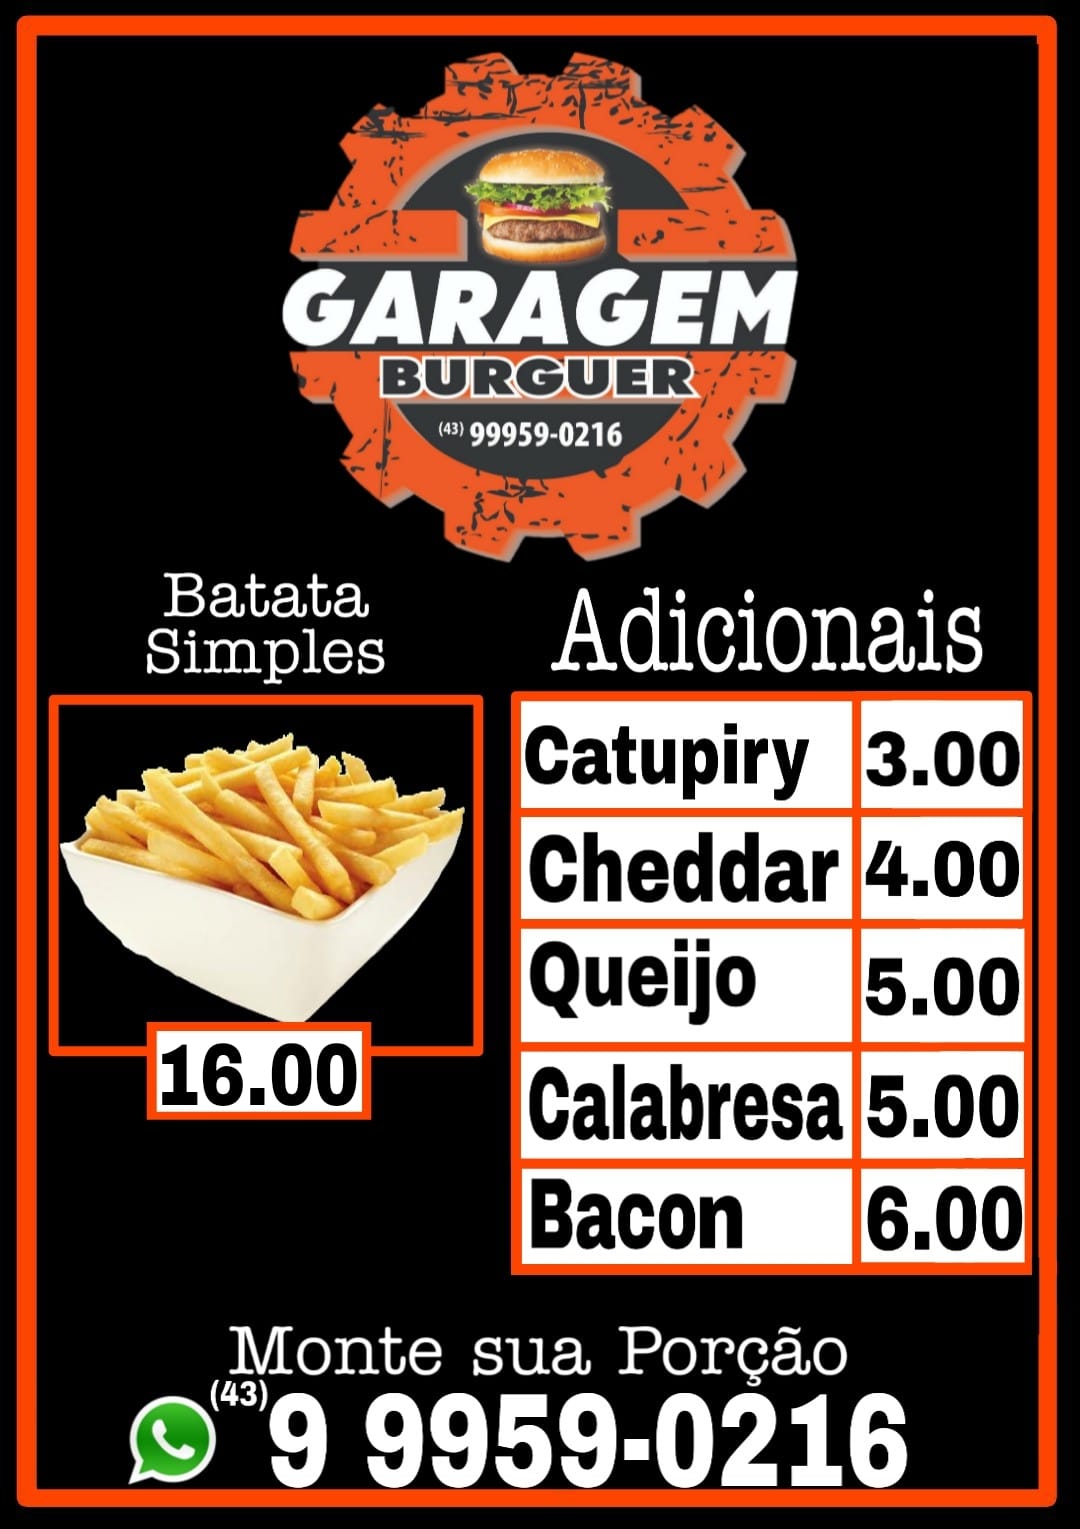 GARAGEM
BURGUER
(43) 99959-0216
Batata
Simples
16.00
Adicionais
Catupiry 3.00
Cheddar 4.00
Queijo 5.00
Calabresa 5.00
Bacon 6.00
Monte sua Porção
(43) 9 9959-0216